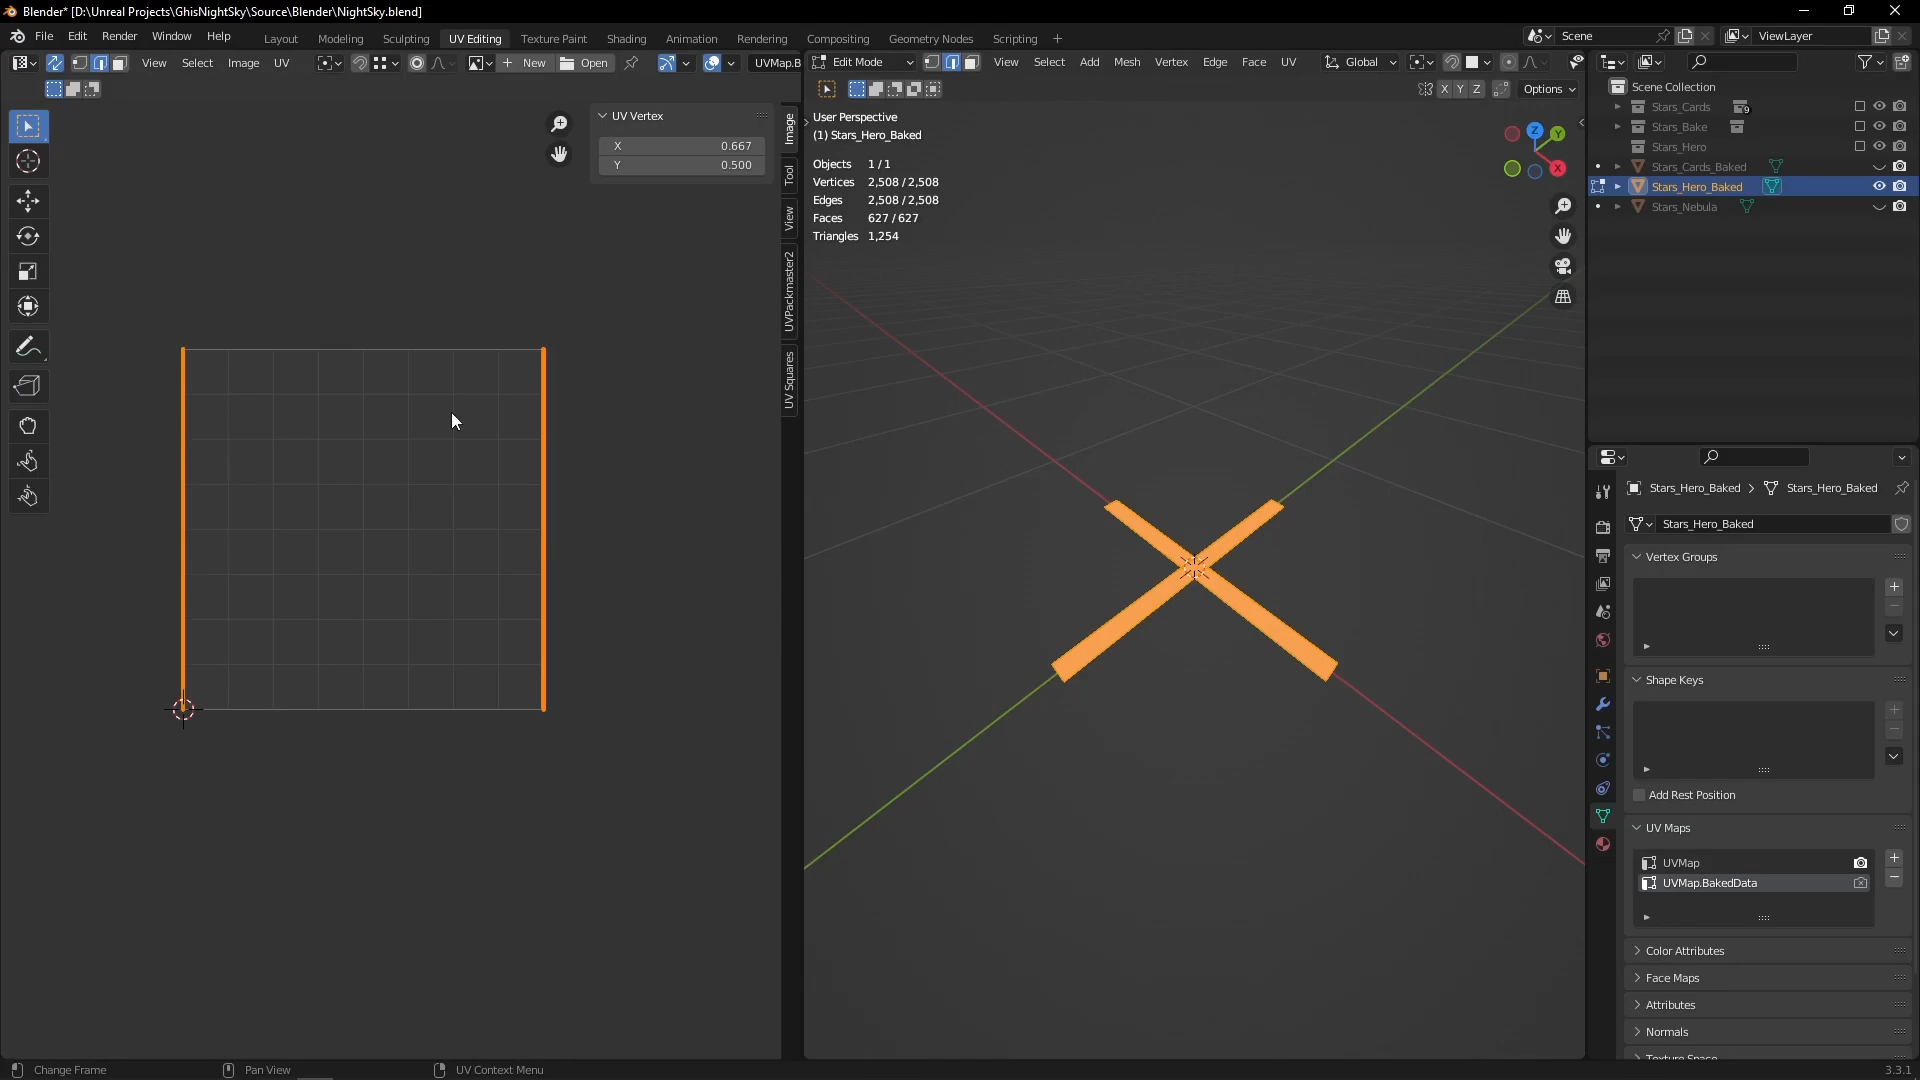 Blender* [D:\Unreal Projects\GhisNightSky\Source\Blender\NightSky.blend]
File Edit Render Window Help
Layout Modeling Sculpting UV Editing Texture Paint Shading Animation Rendering Compositing Geometry Nodes Scripting +
Scene
ViewLayer
View Select Image UV
New
Open
UVMap.B
Edit Mode
View Select Add Mesh Vertex Edge Face UV
Global
X Y Z
Options
UV Vertex
X 0.667
Y 0.500
Image
Tool
View
UVPackmaster2
UV Squares
User Perspective
(1) Stars_Hero_Baked
Objects 1 / 1
Vertices 2,508 / 2,508
Edges 2,508 / 2,508
Faces 627 / 627
Triangles 1,254
Z
Y
X
Scene Collection
Stars_Cards
9
Stars_Bake
Stars_Hero
Stars_Cards_Baked
Stars_Hero_Baked
Stars_Nebula
Stars_Hero_Baked > Stars_Hero_Baked
Stars_Hero_Baked
Vertex Groups
Shape Keys
Add Rest Position
UV Maps
UVMap
UVMap.BakedData
Color Attributes
Face Maps
Attributes
Normals
Texture Space
Change Frame
Pan View
UV Context Menu
3.3.1